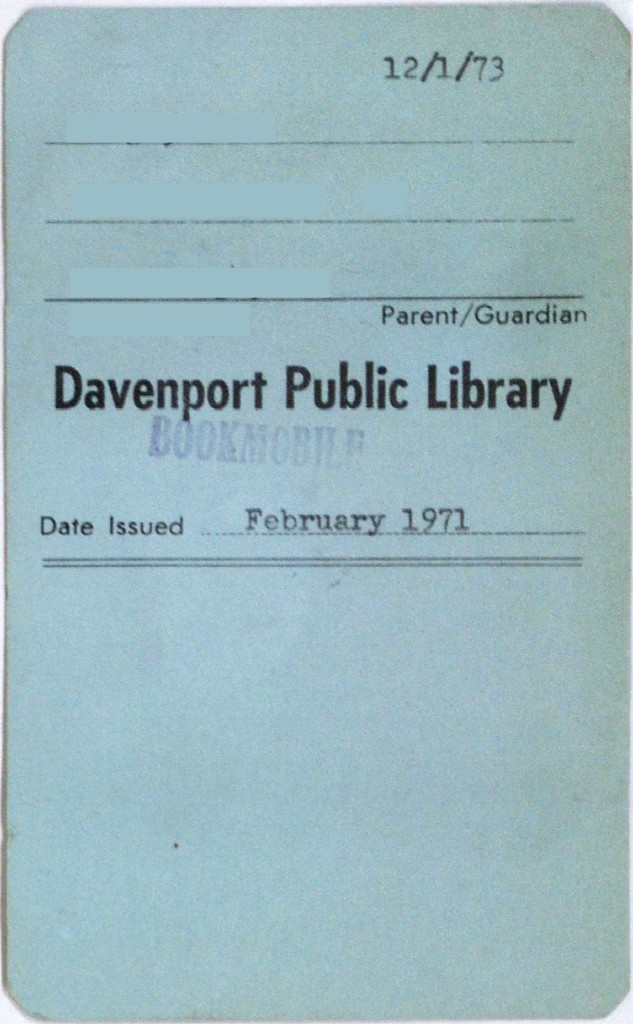 12/1/73
Parent/Guardian
Davenport Public Library
BOOKMOBILE
Date Issued February 1971